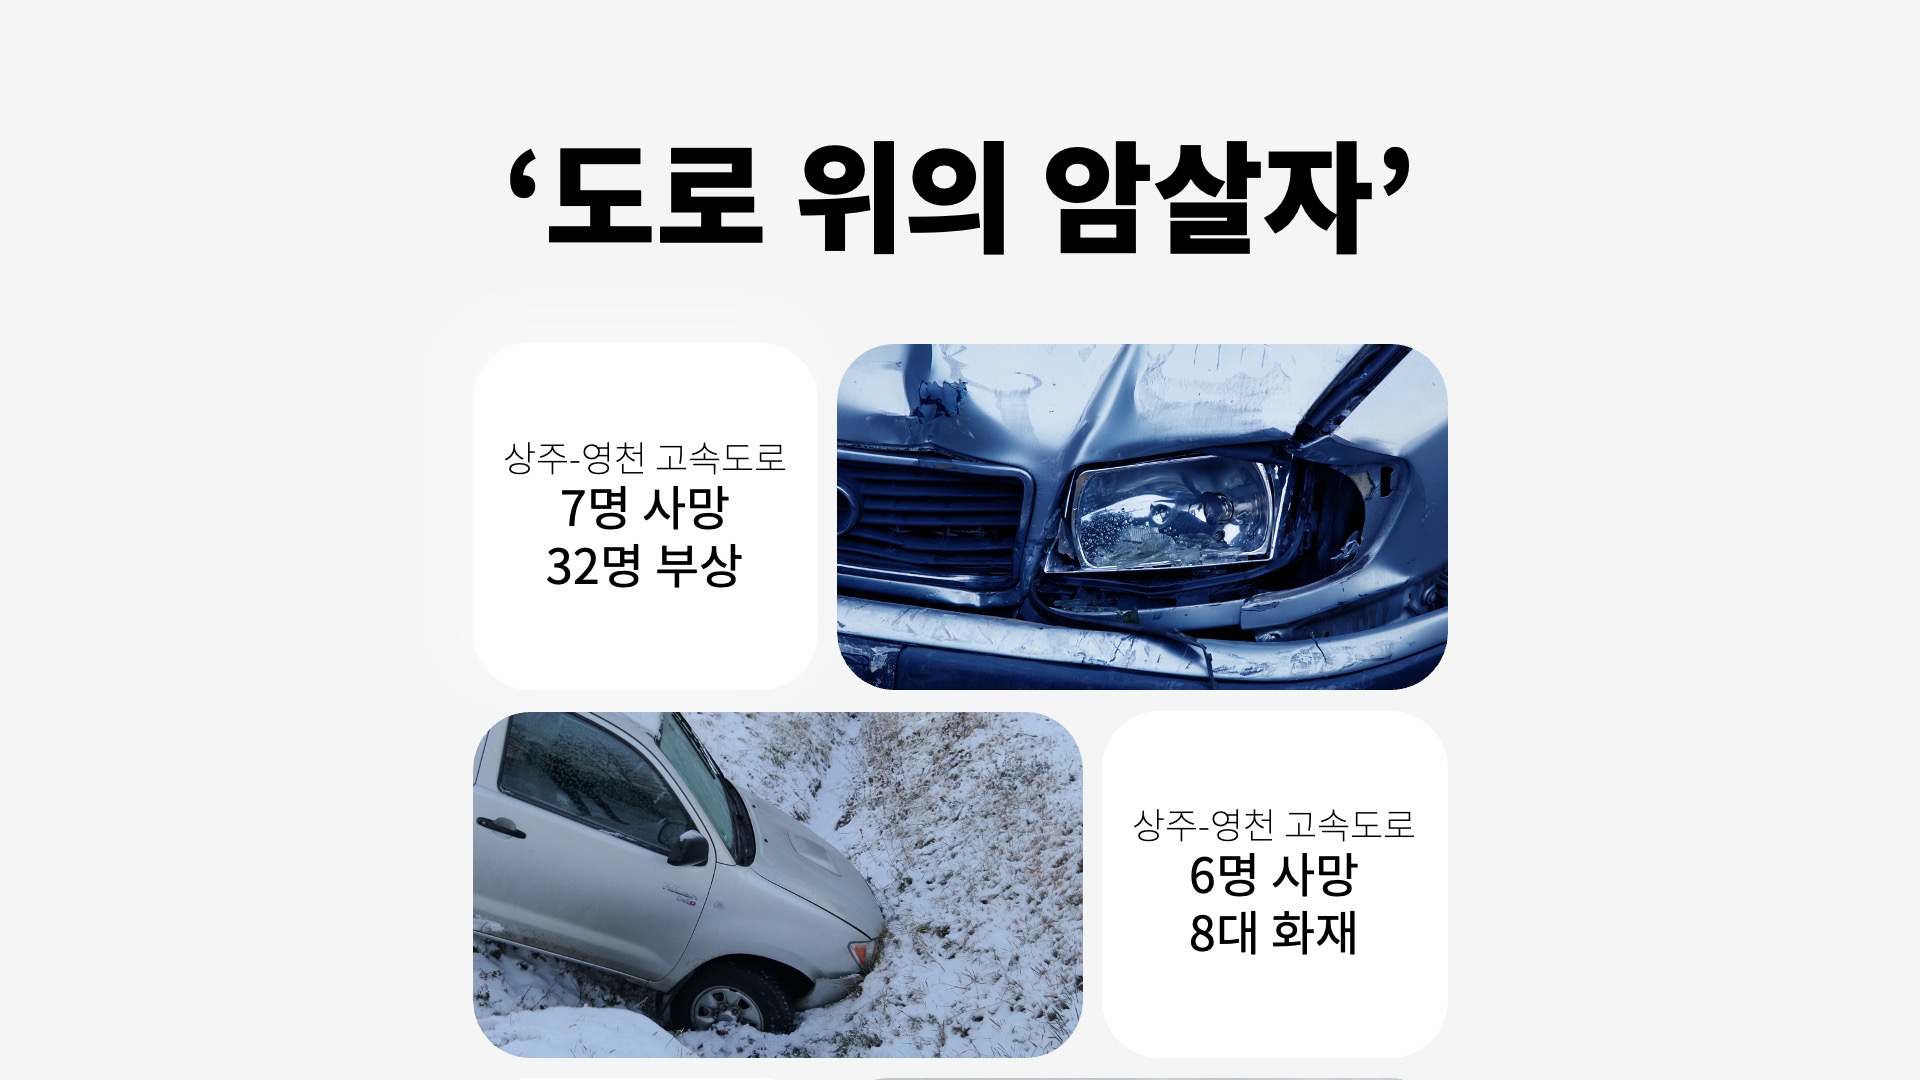 ‘도로 위의 암살자’
상주-영천 고속도로
7명 사망
32명 부상
상주-영천 고속도로
6명 사망
8대 화재